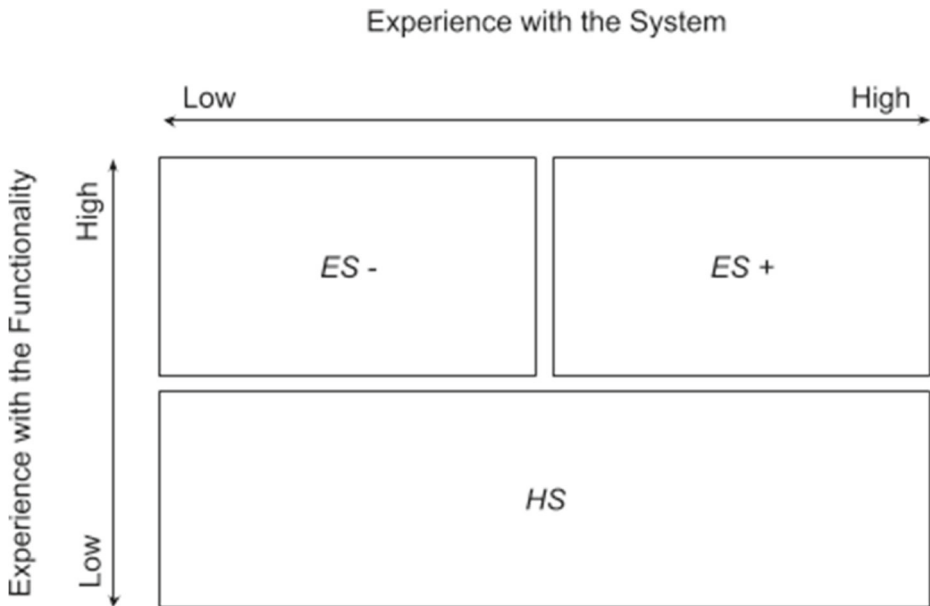 Experience with the System
Low
High
Experience with the Functionality
High
Low
ES -
ES +
HS